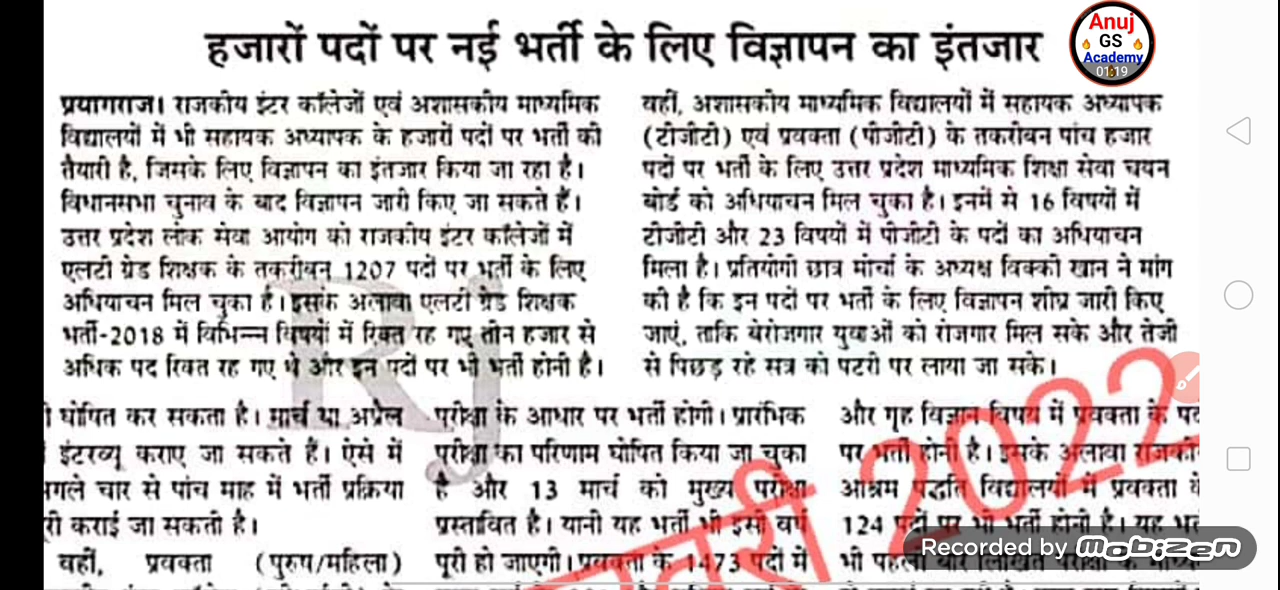 हजारों पदों पर नई भर्ती के लिए विज्ञापन का इंतजार
Anuj
GS
Academy
01:19
प्रयागराज। राजकीय इंटर कॉलेजों एवं अशासकीय माध्यमिक
विद्यालयों में भी सहायक अध्यापक के हजारों पदों पर भर्ती की
तैयारी है, जिसके लिए विज्ञापन का इंतजार किया जा रहा है।
विधानसभा चुनाव के बाद विज्ञापन जारी किए जा सकते हैं।
उत्तर प्रदेश लोक सेवा आयोग को राजकीय इंटर कॉलेजों में
एलटी ग्रेड शिक्षक के तकरीबन 1207 पदों पर भर्ती के लिए
अधियाचन मिल चुका है। इसके अलावा एलटी ग्रेड शिक्षक
भर्ती-2018 में विभिन्न विषयों में रिक्त रह गए तीन हजार से
अधिक पद रिक्त रह गए थे और इन पदों पर भी भर्ती होनी है।
वहीं, अशासकीय माध्यमिक विद्यालयों में सहायक अध्यापक
(टीजीटी) एवं प्रवक्ता (पीजीटी) के तकरीबन पांच हजार
पदों पर भर्ती के लिए उत्तर प्रदेश माध्यमिक शिक्षा सेवा चयन
बोर्ड को अधियाचन मिल चुका है। इनमें से 16 विषयों में
टीजीटी और 23 विषयों में पीजीटी के पदों का अधियाचन
मिला है। प्रतियोगी छात्र मोर्चा के अध्यक्ष विक्की खान ने मांग
की है कि इन पदों पर भर्ती के लिए विज्ञापन शीघ्र जारी किए
जाएं, ताकि बेरोजगार युवाओं को रोजगार मिल सके और तेजी
से पिछड़ रहे सत्र को पटरी पर लाया जा सके।
Rj
घोषित कर सकता है। मार्च या अप्रैल
इंटरव्यू कराए जा सकते हैं। ऐसे में
गले चार से पांच माह में भर्ती प्रक्रिया
री कराई जा सकती है।
वहीं, प्रवक्ता (पुरुष/महिला)
परीक्षा के आधार पर भर्ती होगी। प्रारंभिक
परीक्षा का परिणाम घोषित किया जा चुका
है और 13 मार्च को मुख्य परीक्षा
प्रस्तावित है। यानी यह भर्ती भी इसी वर्ष
पूरी हो जाएगी। प्रवक्ता के 1473 पदों में
और गृह विज्ञान विषय में प्रवक्ता के पद
पर भर्ती होनी है। इसके अलावा राजकी
आश्रम पद्धति विद्यालयों में प्रवक्ता के
124 पदों पर भी भर्ती होनी है। यह भर्
भी पहली बार लिखित परीक्षा के माध्य
2022
Recorded by mobizen